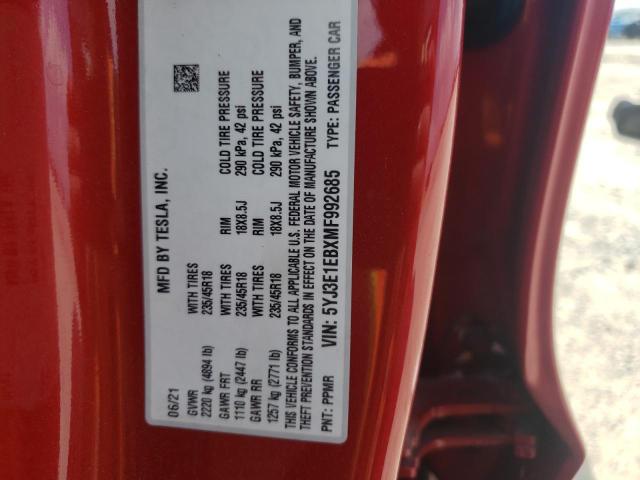 MFD BY TESLA, INC.
06/21
GVWR WITH TIRES RIM COLD TIRE PRESSURE
2220 kg (4894 lb) 235/45R18 18X8.5J 290 kPa, 42 psi
GAWR FRT WITH TIRES RIM COLD TIRE PRESSURE
1110 kg (2447 lb) 235/45R18 18X8.5J 290 kPa, 42 psi
GAWR RR WITH TIRES
1257 kg (2771 lb) 235/45R18
THIS VEHICLE CONFORMS TO ALL APPLICABLE U.S. FEDERAL MOTOR VEHICLE SAFETY, BUMPER, AND
THEFT PREVENTION STANDARDS IN EFFECT ON THE DATE OF MANUFACTURE SHOWN ABOVE.
PNT: PPMR VIN: 5YJ3E1EBXMF992685 TYPE: PASSENGER CAR